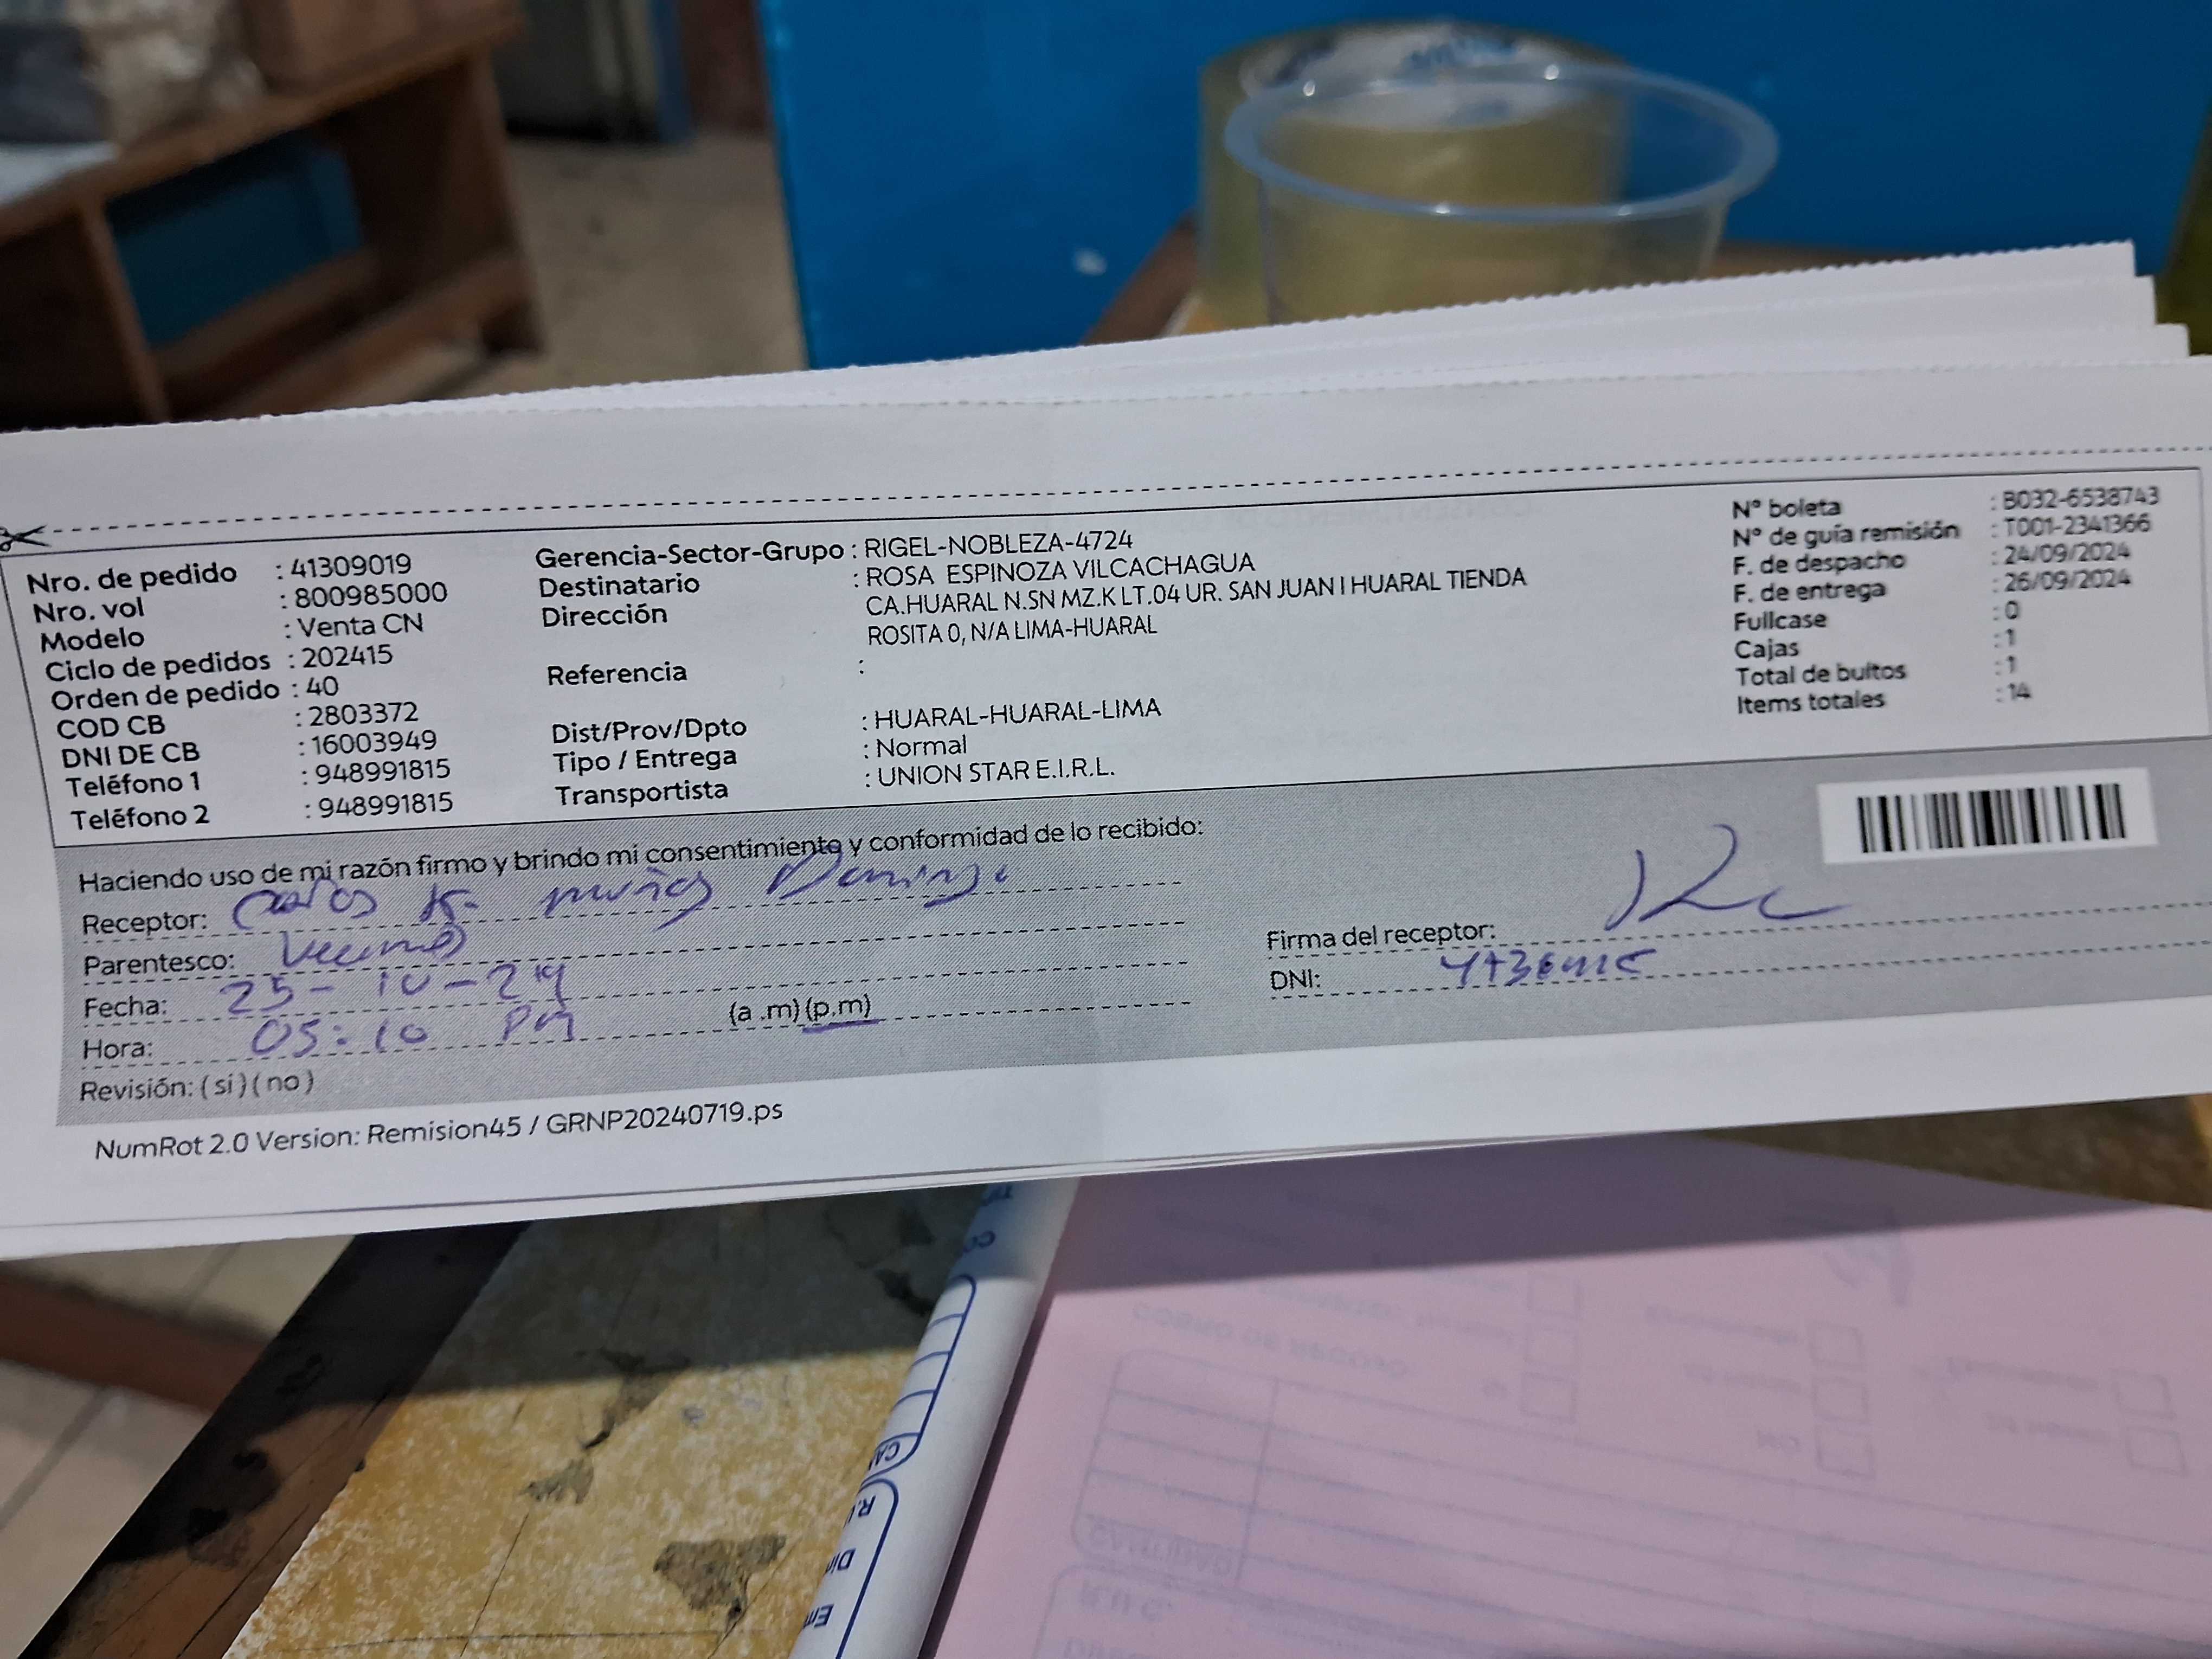 Nro. de pedido : 41309019
Nro. vol : 800985000
Modelo : Venta CN
Ciclo de pedidos : 202415
Orden de pedido : 40
COD CB : 2803372
DNI DE CB : 16003949
Teléfono 1 : 948991815
Teléfono 2 : 948991815
Gerencia-Sector-Grupo : RIGEL-NOBLEZA-4724
Destinatario : ROSA ESPINOZA VILCACHAGUA
Dirección CA.HUARAL N.SN MZ.K LT.04 UR. SAN JUAN I HUARAL TIENDA
ROSITA 0, N/A LIMA-HUARAL
Referencia :
Dist/Prov/Dpto : HUARAL-HUARAL-LIMA
Tipo / Entrega : Normal
Transportista : UNION STAR E.I.R.L.
N° boleta : B032-6538743
N° de guía remisión : T001-2341366
F. de despacho : 24/09/2024
F. de entrega : 26/09/2024
Fullcase : 0
Cajas : 1
Total de bultos : 1
Items totales : 14
Haciendo uso de mi razón firmo y brindo mi consentimiento y conformidad de lo recibido:
Receptor: Carlos
Parentesco:
Fecha: 25-10-24
Hora: 05:10 PM (a .m) (p.m)
Revisión: (si) (no)
Firma del receptor:
DNI:
NumRot 2.0 Version: Remision45 / GRNP20240719.ps